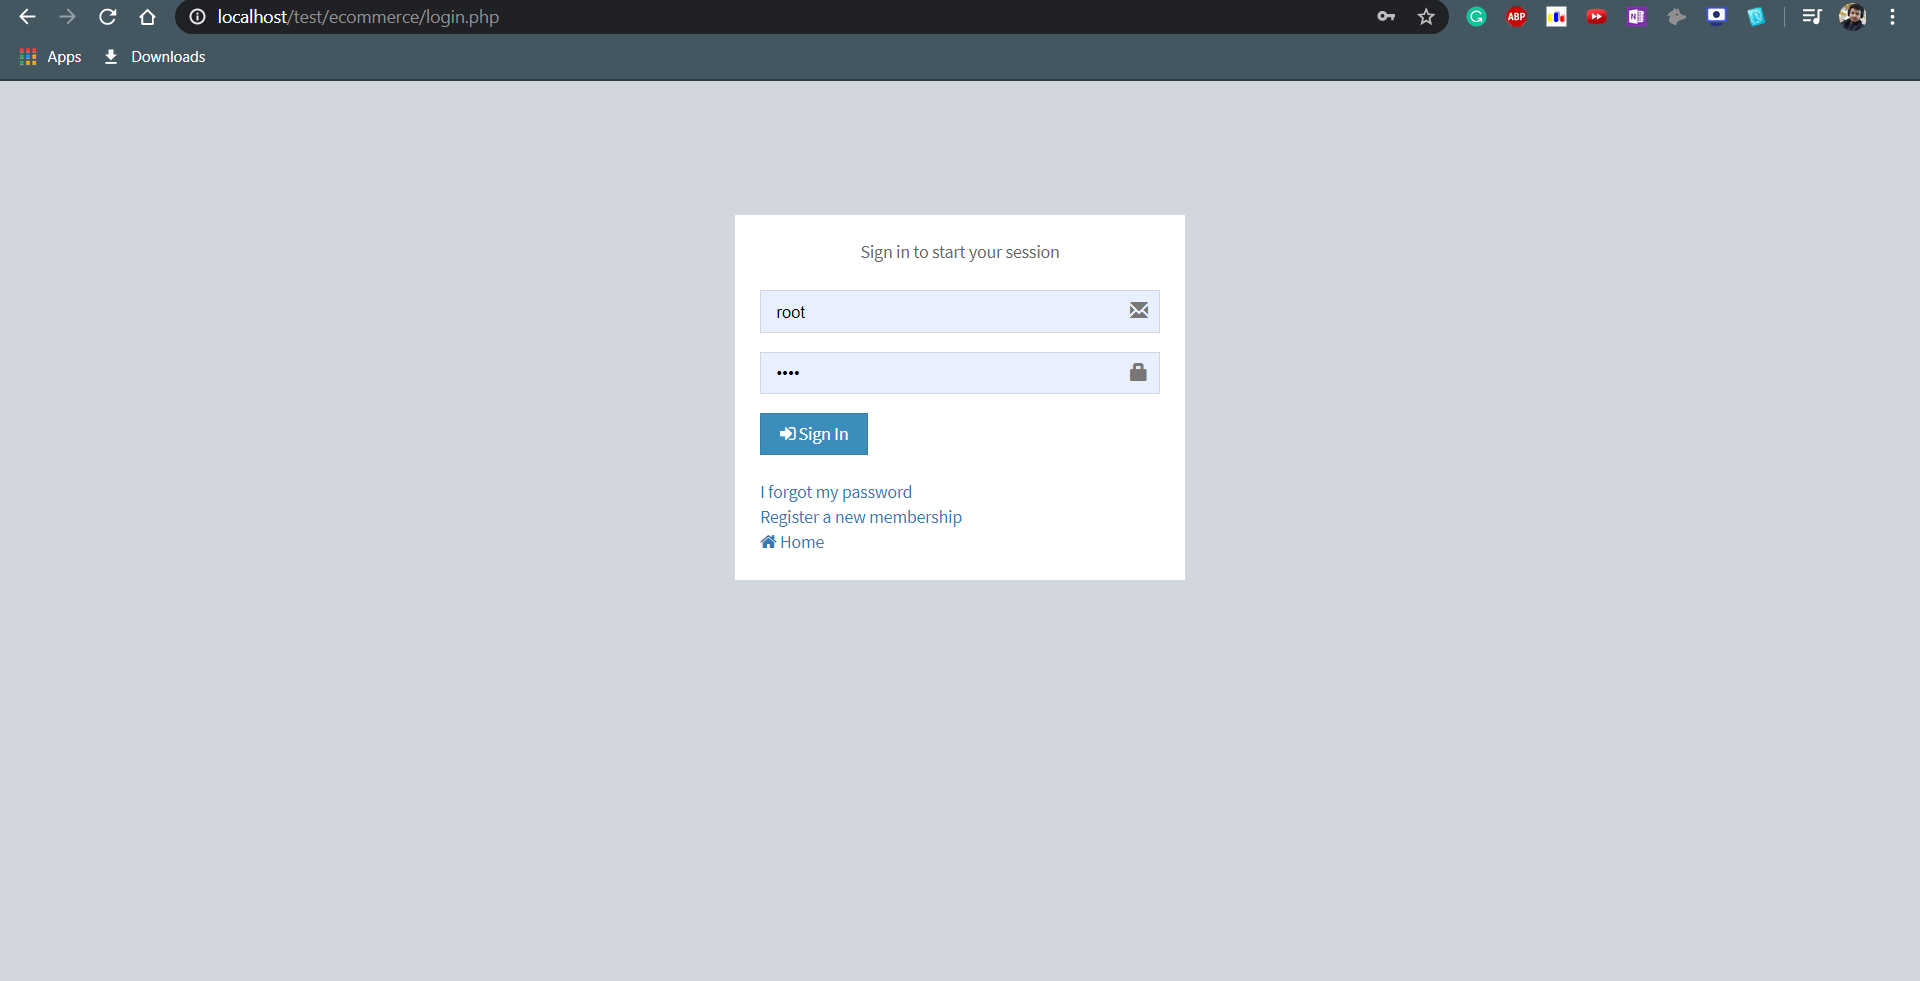 localhost/test/ecommerce/login.php
ABP
N
Apps
Downloads
Sign in to start your session
root
••••
Sign In
I forgot my password
Register a new membership
Home